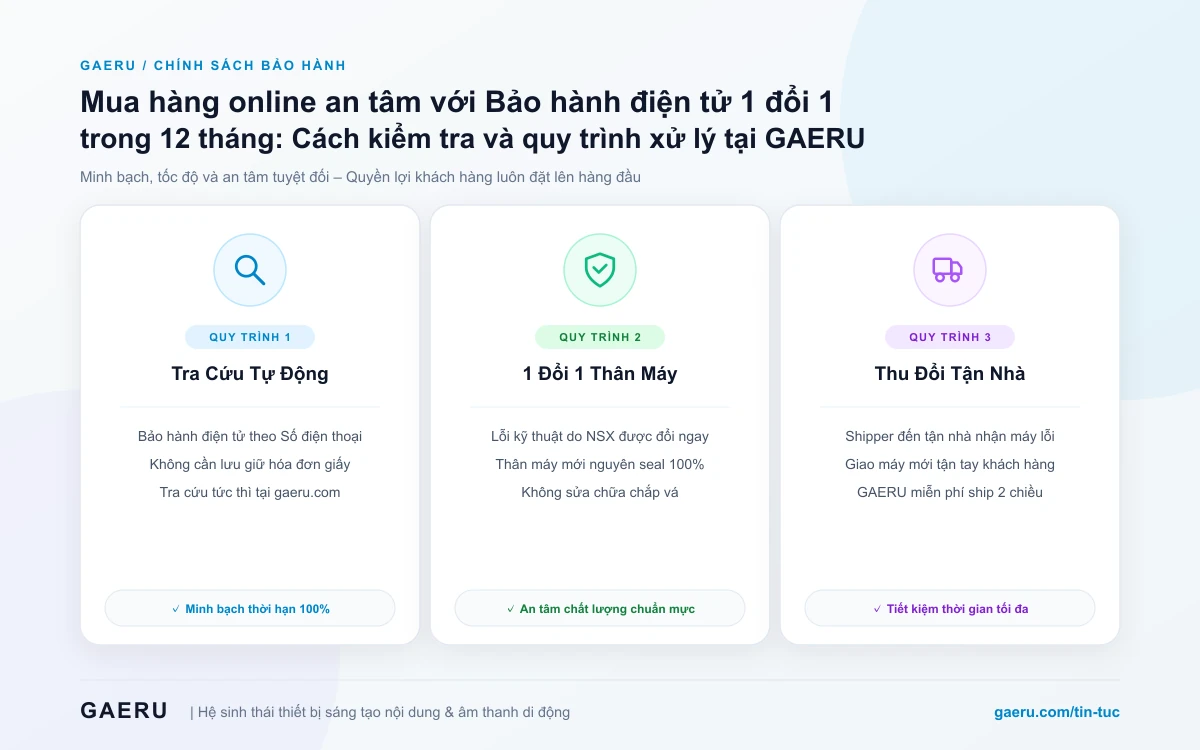 GAERU / CHÍNH SÁCH BẢO HÀNH
Mua hàng online an tâm với Bảo hành điện tử 1 đổi 1
trong 12 tháng: Cách kiểm tra và quy trình xử lý tại GAERU
Minh bạch, tốc độ và an tâm tuyệt đối – Quyền lợi khách hàng luôn đặt lên hàng đầu
QUY TRÌNH 1
Tra Cứu Tự Động
Bảo hành điện tử theo Số điện thoại
Không cần lưu giữ hóa đơn giấy
Tra cứu tức thì tại gaeru.com
✓ Minh bạch thời hạn 100%
QUY TRÌNH 2
1 Đổi 1 Thân Máy
Lỗi kỹ thuật do NSX được đổi ngay
Thân máy mới nguyên seal 100%
Không sửa chữa chắp vá
✓ An tâm chất lượng chuẩn mực
QUY TRÌNH 3
Thu Đổi Tận Nhà
Shipper đến tận nhà nhận máy lỗi
Giao máy mới tận tay khách hàng
GAERU miễn phí ship 2 chiều
✓ Tiết kiệm thời gian tối đa
GAERU | Hệ sinh thái thiết bị sáng tạo nội dung & âm thanh di động
gaeru.com/tin-tuc